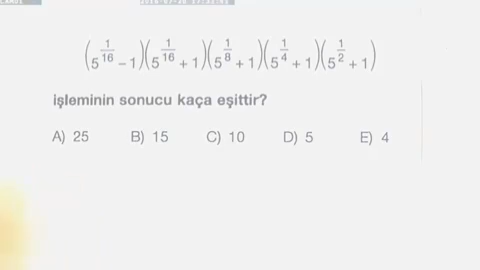 (5^{1/16} - 1)(5^{1/16} + 1)(5^{1/8} + 1)(5^{1/4} + 1)(5^{1/2} + 1)
işleminin sonucu kaça eşittir?
A) 25 B) 15 C) 10 D) 5 E) 4